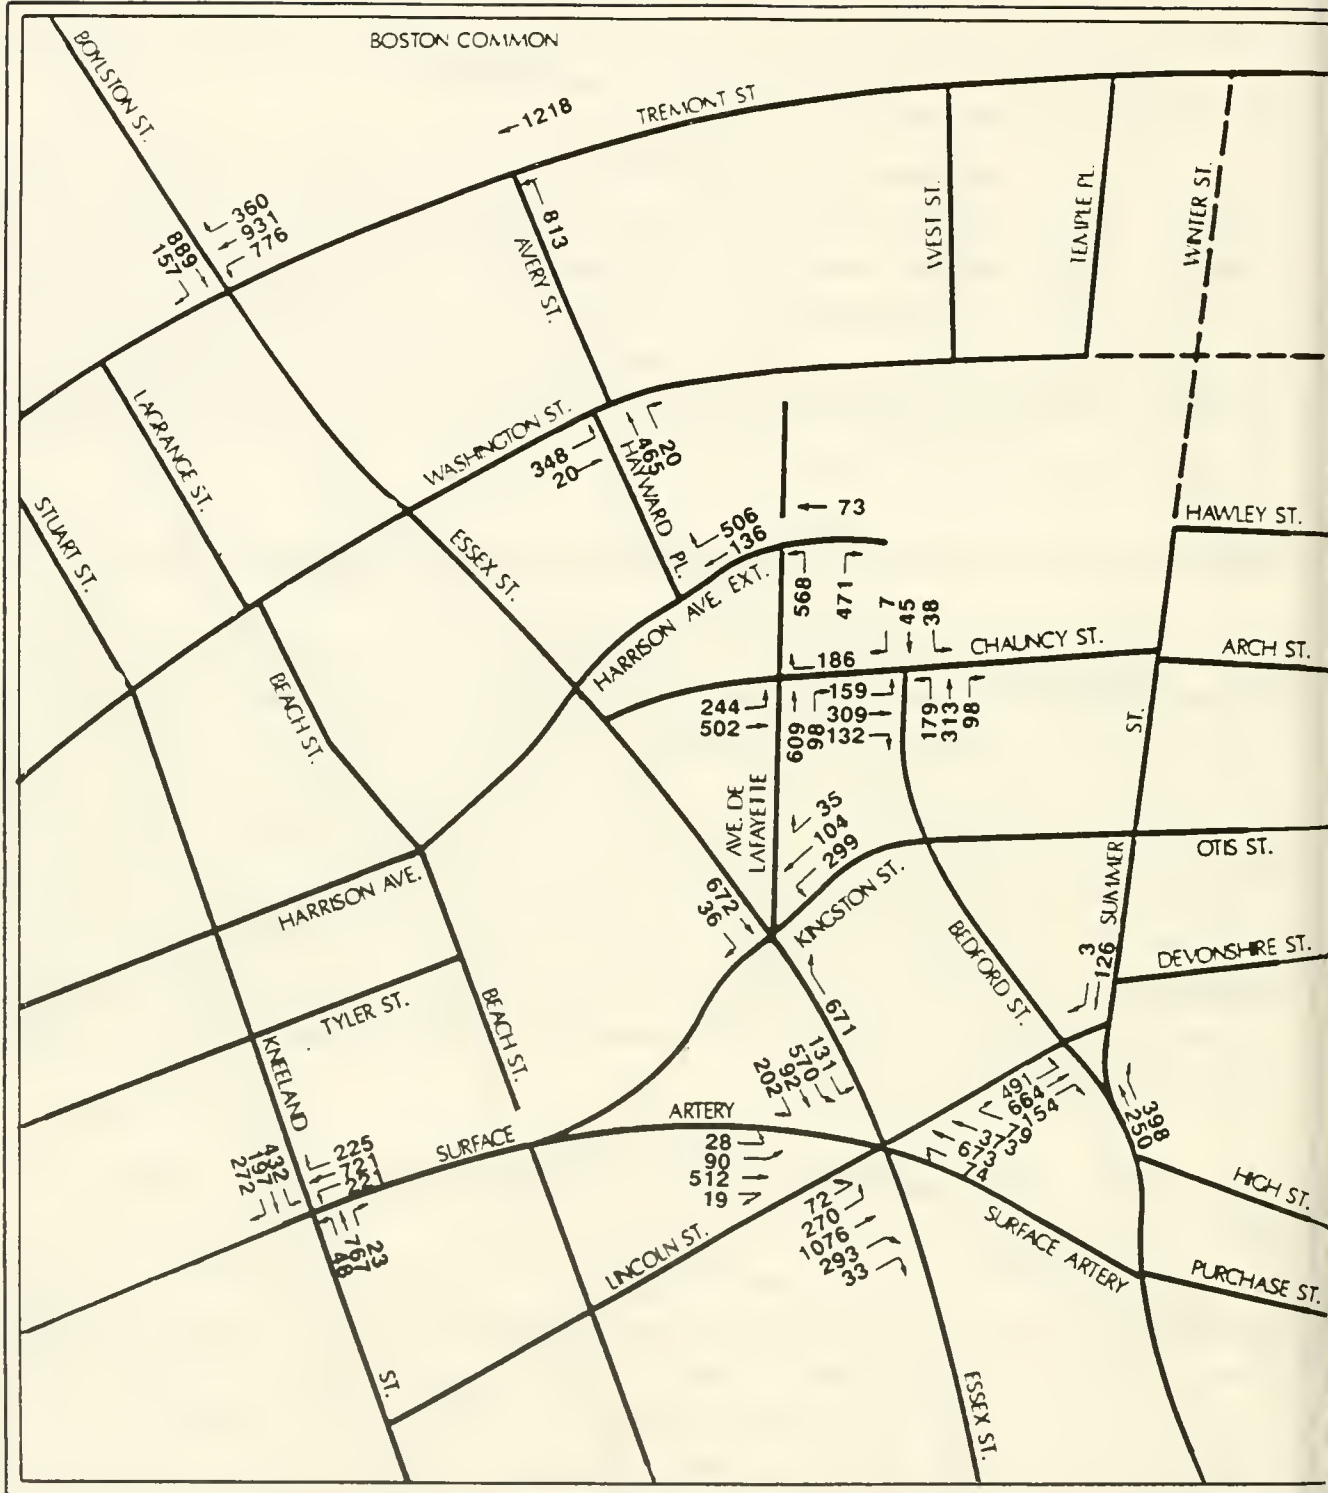 BOSTON COMMON
BOYLSTON ST.
TREMONT ST
1218
360
931
776
889
157
813
AVERY ST.
WEST ST.
TEMPLE PL.
WINTER ST.
LAGRANGE ST.
WASHINGTON ST.
348
20
465
20
HAYWARD PL.
STUART ST.
ESSEX ST.
506
136
73
HAWLEY ST.
HARRISON AVE. EXT.
568
471
7
45
38
CHAUNCY ST.
ARCH ST.
186
BEACH ST.
244
502
609
98
159
309
132
179
313
98
ST.
AVE. DE
LAFAYETTE
35
104
299
OTIS ST.
HARRISON AVE.
672
36
KINGSTON ST.
BEDFORD ST.
SUMMER
3
126
DEVONSHIRE ST.
TYLER ST.
BEACH ST.
671
KNEELAND
131
570
92
202
491
664
154
79
373
673
74
398
250
ARTERY
SURFACE
28
90
512
19
432
197
272
225
721
221
23
767
48
72
270
1076
293
33
LINCOLN ST.
SURFACE ARTERY
HIGH ST.
PURCHASE ST.
ST.
ESSEX ST.